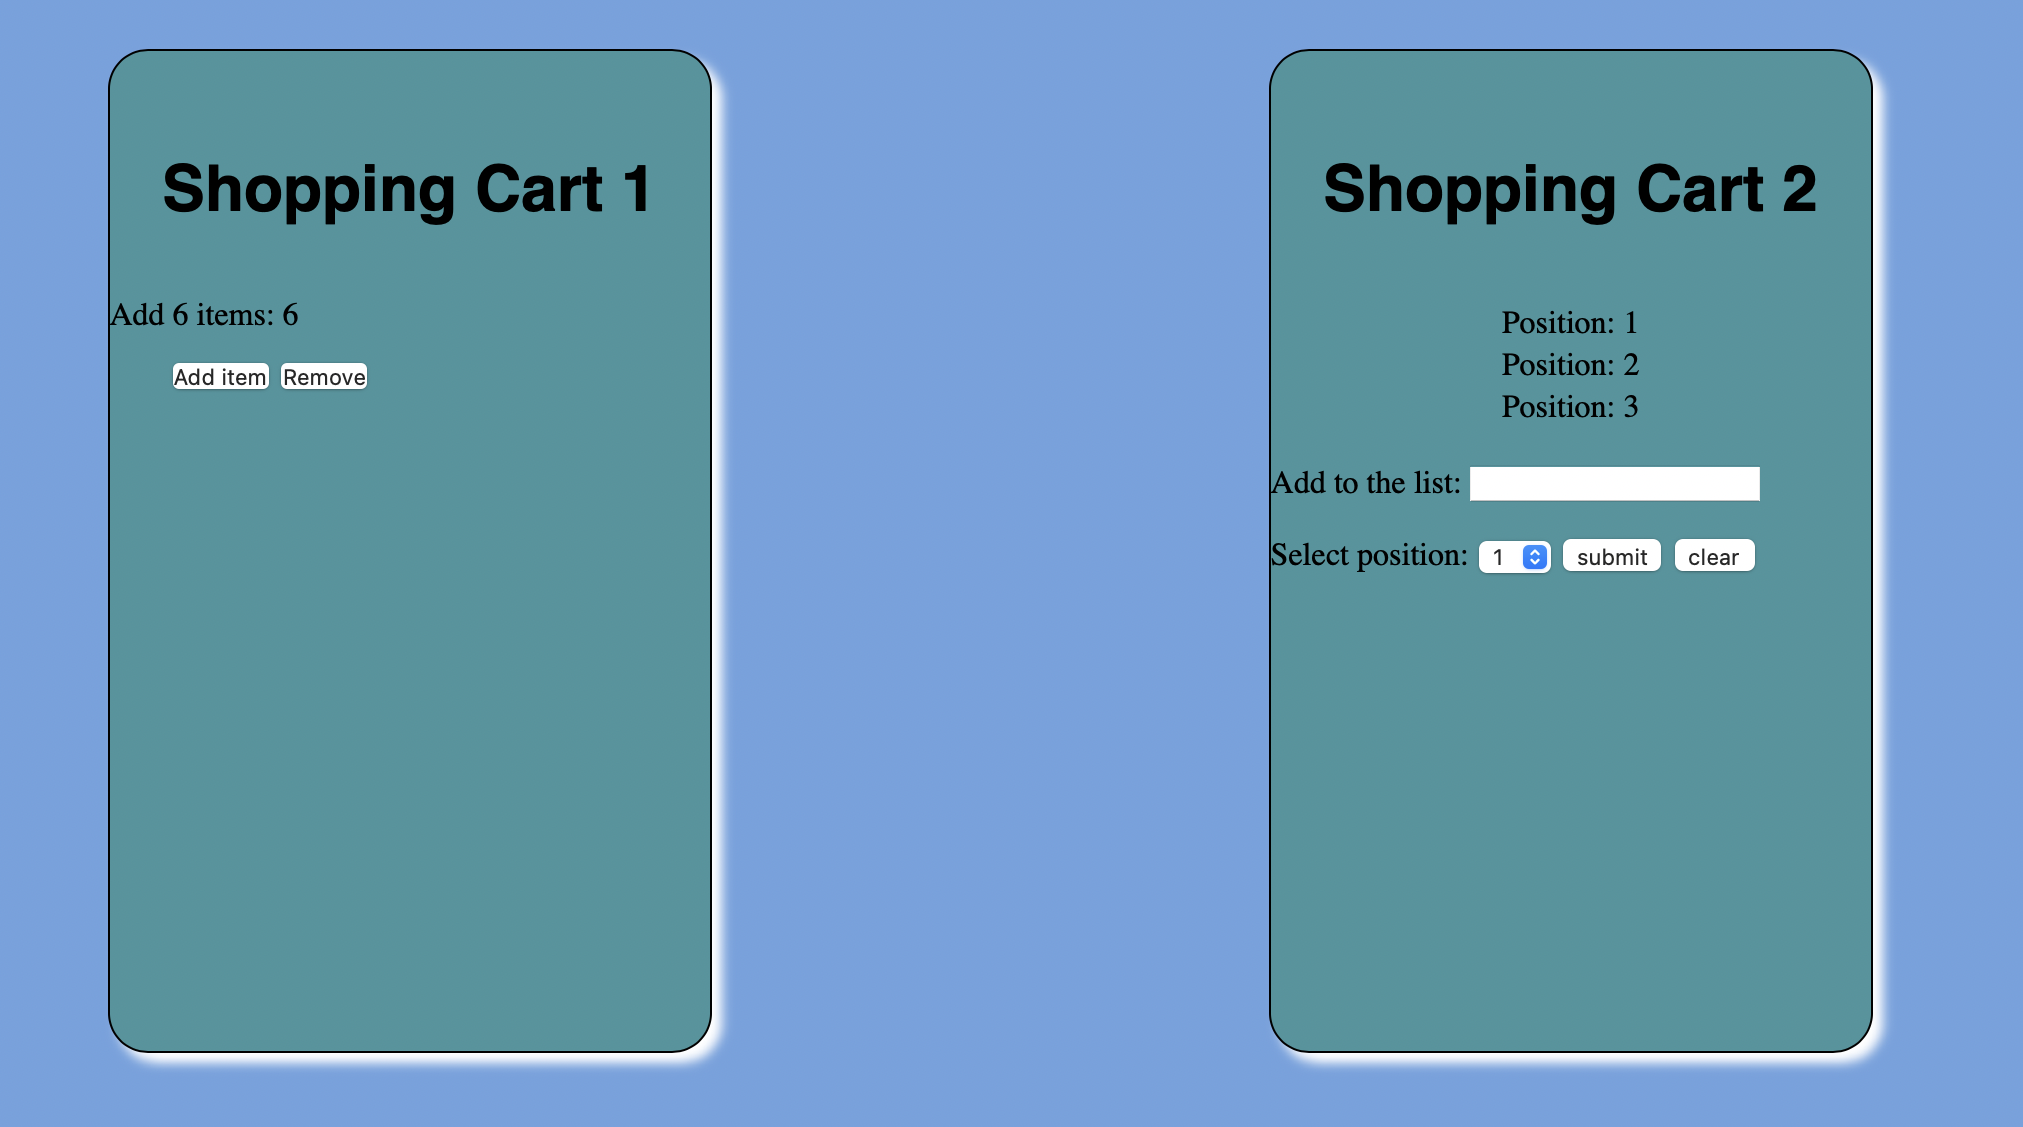 Shopping Cart 1
Add 6 items: 6
Add item Remove
Shopping Cart 2
Position: 1
Position: 2
Position: 3
Add to the list:
Select position: 1 submit clear